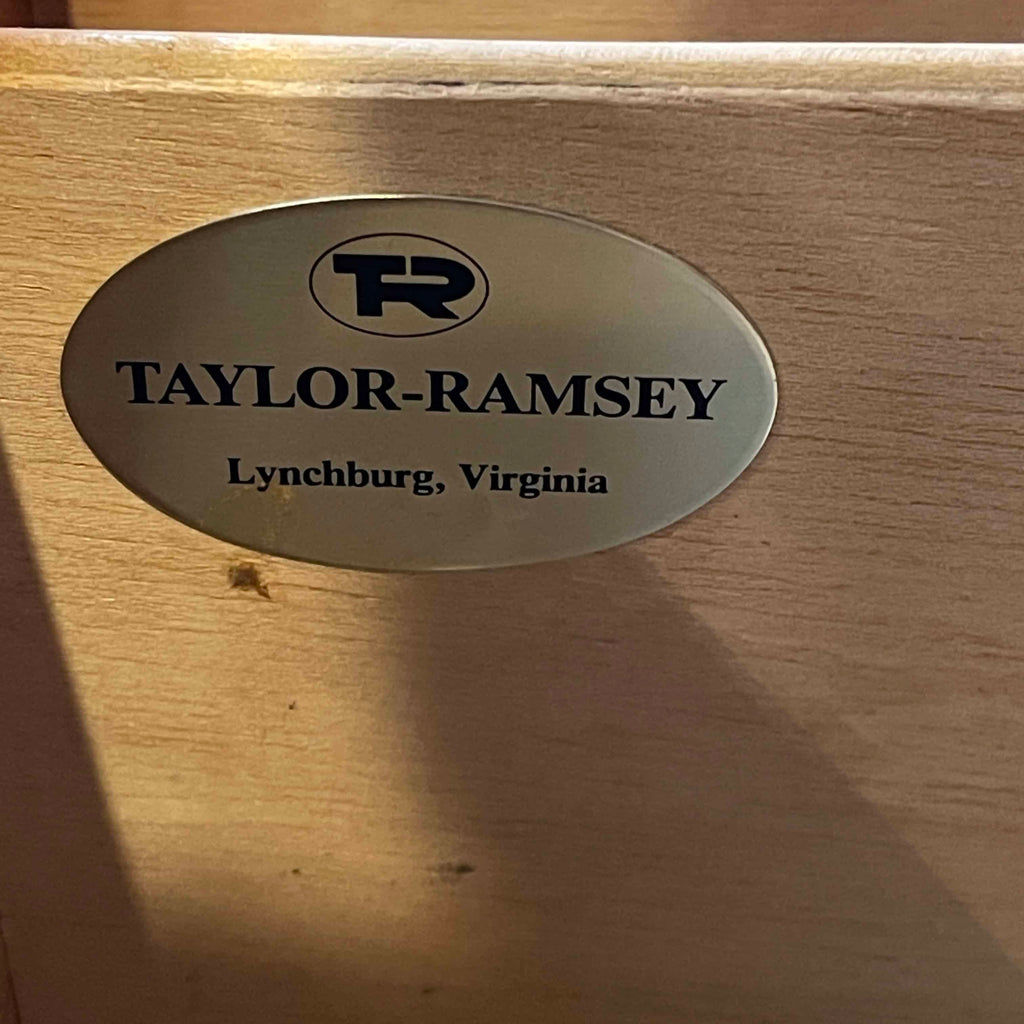 TR
TAYLOR-RAMSEY
Lynchburg, Virginia